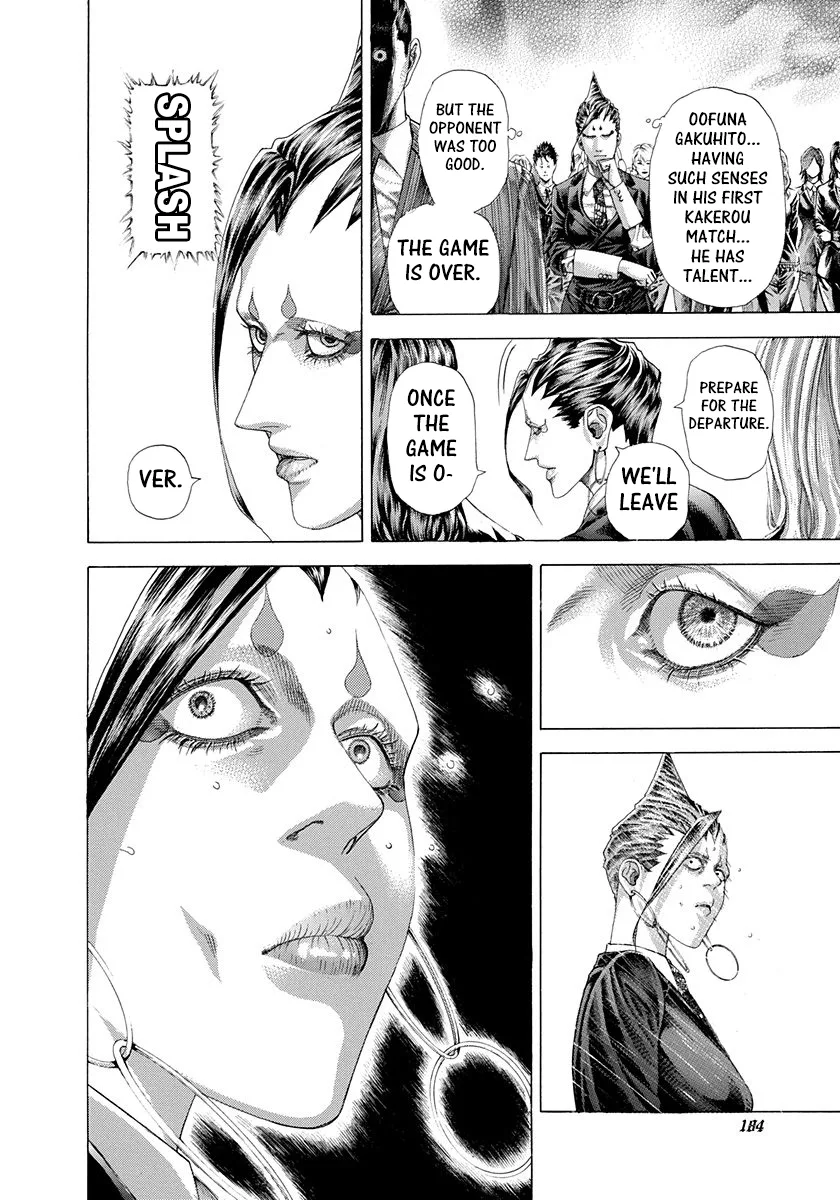 OOFUNA
GAKUHITO...
HAVING
SUCH SENSES
IN HIS FIRST
KAKEROU
MATCH...
HE HAS
TALENT...
BUT THE
OPPONENT
WAS TOO
GOOD.
THE GAME
IS OVER.
PREPARE
FOR THE
DEPARTURE.
WE'LL
LEAVE
ONCE
THE
GAME
IS O-
SPLASH
VER.